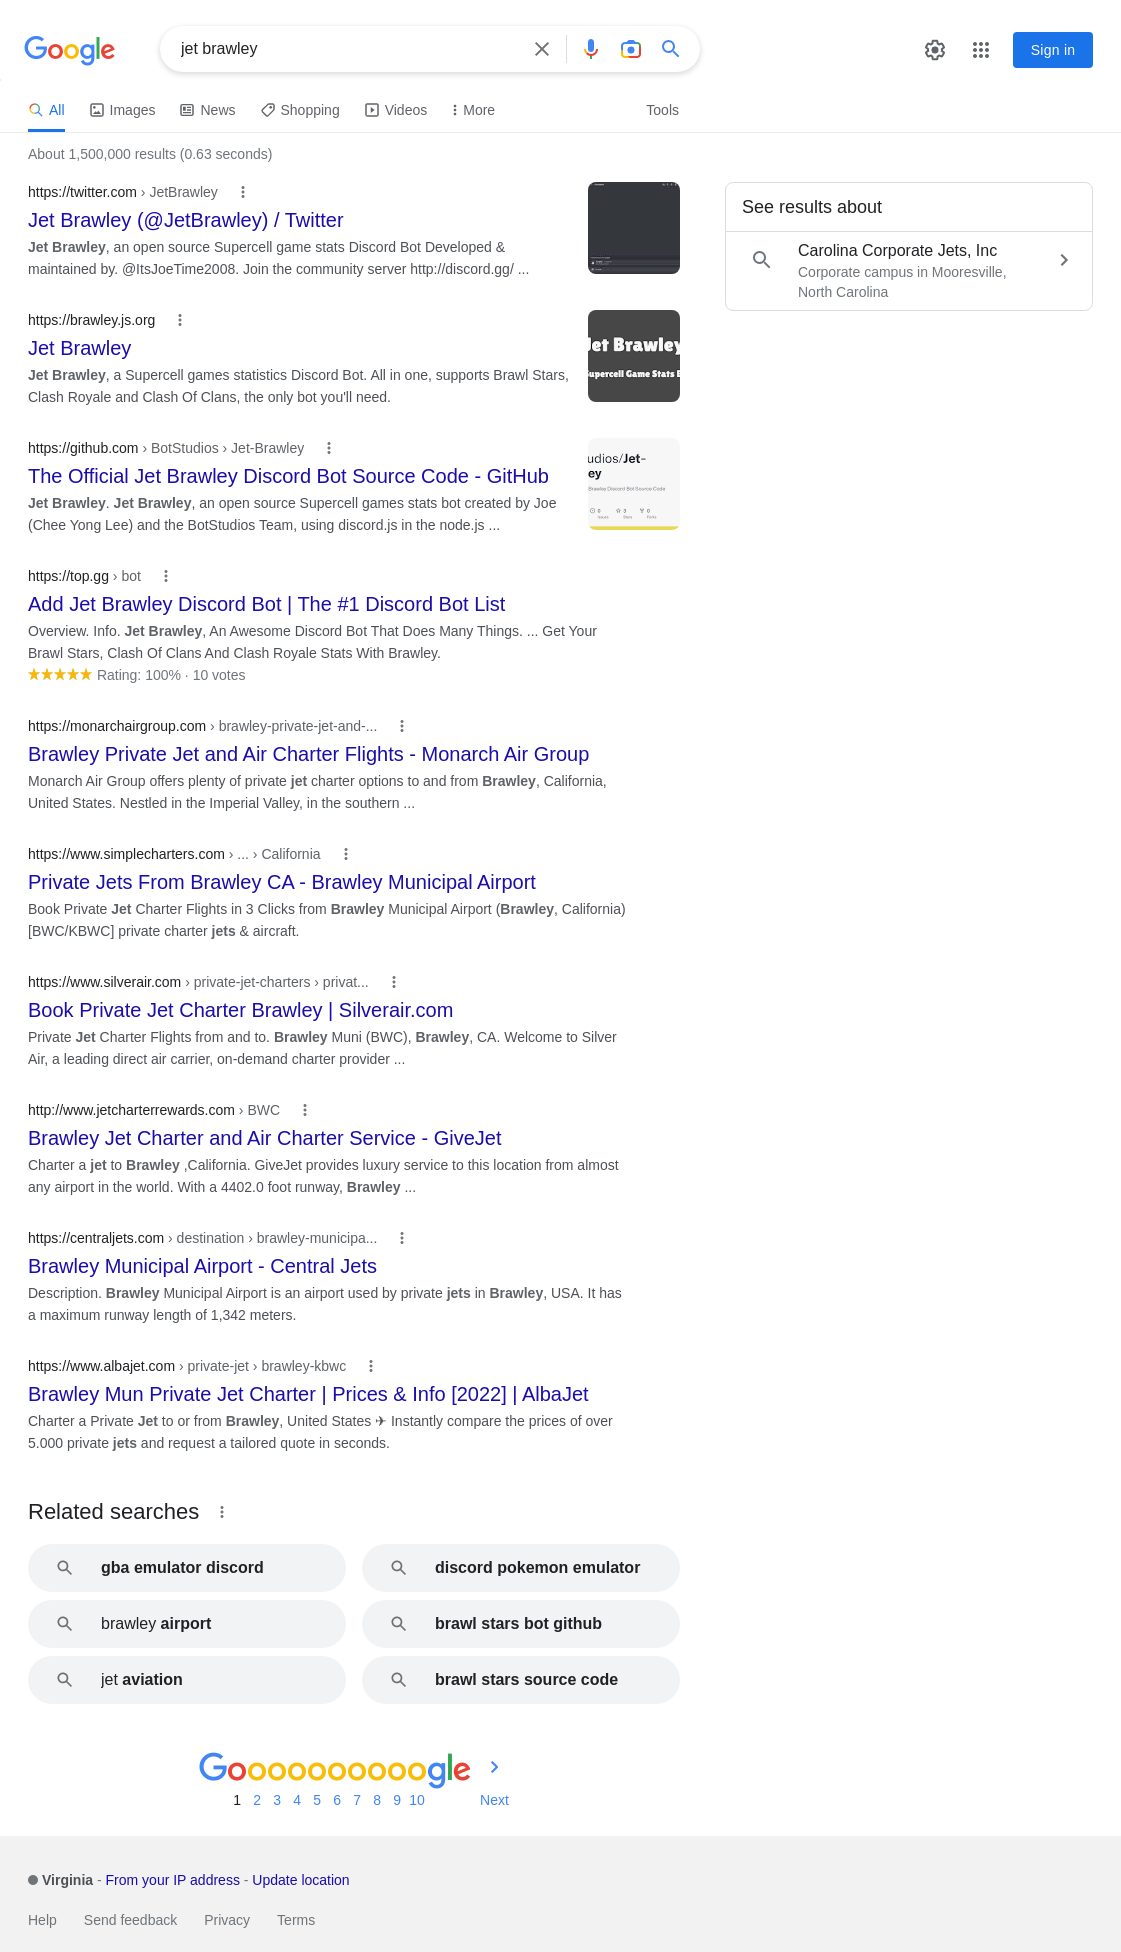 Google
jet brawley
Sign in
All
Images
News
Shopping
Videos
More
Tools
About 1,500,000 results (0.63 seconds)
https://twitter.com › JetBrawley
Jet Brawley (@JetBrawley) / Twitter
Jet Brawley, an open source Supercell game stats Discord Bot Developed &
maintained by. @ItsJoeTime2008. Join the community server http://discord.gg/ ...
See results about
Carolina Corporate Jets, Inc
Corporate campus in Mooresville,
North Carolina
https://brawley.js.org
Jet Brawley
Jet Brawley, a Supercell games statistics Discord Bot. All in one, supports Brawl Stars,
Clash Royale and Clash Of Clans, the only bot you'll need.
Jet Brawley
Supercell Game Stats B
https://github.com › BotStudios › Jet-Brawley
The Official Jet Brawley Discord Bot Source Code - GitHub
Jet Brawley. Jet Brawley, an open source Supercell games stats bot created by Joe
(Chee Yong Lee) and the BotStudios Team, using discord.js in the node.js ...
udios/Jet-
ey
Brawley Discord Bot Source Code
https://top.gg › bot
Add Jet Brawley Discord Bot | The #1 Discord Bot List
Overview. Info. Jet Brawley, An Awesome Discord Bot That Does Many Things. ... Get Your
Brawl Stars, Clash Of Clans And Clash Royale Stats With Brawley.
Rating: 100% · 10 votes
https://monarchairgroup.com › brawley-private-jet-and-...
Brawley Private Jet and Air Charter Flights - Monarch Air Group
Monarch Air Group offers plenty of private jet charter options to and from Brawley, California,
United States. Nestled in the Imperial Valley, in the southern ...
https://www.simplecharters.com › ... › California
Private Jets From Brawley CA - Brawley Municipal Airport
Book Private Jet Charter Flights in 3 Clicks from Brawley Municipal Airport (Brawley, California)
[BWC/KBWC] private charter jets & aircraft.
https://www.silverair.com › private-jet-charters › privat...
Book Private Jet Charter Brawley | Silverair.com
Private Jet Charter Flights from and to. Brawley Muni (BWC), Brawley, CA. Welcome to Silver
Air, a leading direct air carrier, on-demand charter provider ...
http://www.jetcharterrewards.com › BWC
Brawley Jet Charter and Air Charter Service - GiveJet
Charter a jet to Brawley ,California. GiveJet provides luxury service to this location from almost
any airport in the world. With a 4402.0 foot runway, Brawley ...
https://centraljets.com › destination › brawley-municipa...
Brawley Municipal Airport - Central Jets
Description. Brawley Municipal Airport is an airport used by private jets in Brawley, USA. It has
a maximum runway length of 1,342 meters.
https://www.albajet.com › private-jet › brawley-kbwc
Brawley Mun Private Jet Charter | Prices & Info [2022] | AlbaJet
Charter a Private Jet to or from Brawley, United States ✈ Instantly compare the prices of over
5.000 private jets and request a tailored quote in seconds.
Related searches
gba emulator discord
discord pokemon emulator
brawley airport
brawl stars bot github
jet aviation
brawl stars source code
Goooooooooogle
1 2 3 4 5 6 7 8 9 10 Next
Virginia - From your IP address - Update location
Help Send feedback Privacy Terms